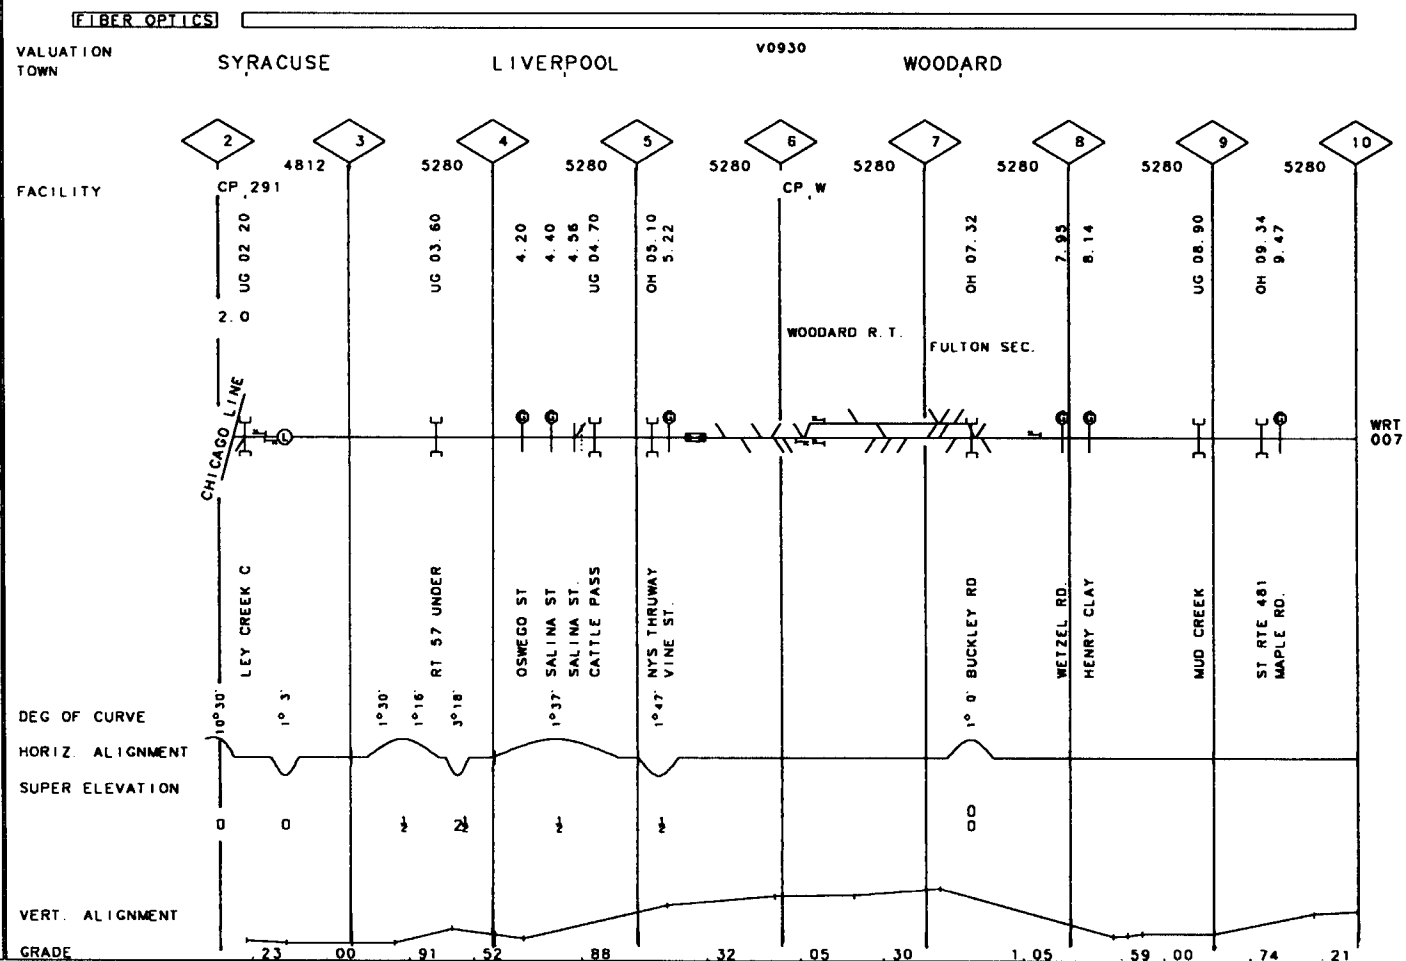 FIBER OPTICS
VALUATION V0930
TOWN SYRACUSE LIVERPOOL WOODARD
2 3 4 5 6 7 8 9 10
4812 5280 5280 5280 5280 5280 5280 5280
FACILITY CP 291 CP W
UG 02 20
UG 03.60
4.20
4.40
4.56
UG 04.70
OH 05.10
5.22
OH 07.32
7.95
8.14
UG 08.90
OH 09.34
9.47
2.0
WOODARD R.T.
FULTON SEC.
CHICAGO LINE
L
G G G G G G
WRT
007
LEY CREEK C
RT 57 UNDER
OSWEGO ST
SALINA ST
SALINA ST.
CATTLE PASS
NYS THRUWAY
VINE ST.
BUCKLEY RD
WETZEL RD.
HENRY CLAY
MUD CREEK
ST RTE 481
MAPLE RD.
DEG OF CURVE 10°30' 1° 3' 1°30' 1°16' 3°18' 1°37' 1°47' 1° 0'
HORIZ. ALIGNMENT
SUPER ELEVATION
0 0 ½ 2½ ½ ½ 0 0
VERT. ALIGNMENT
GRADE .23 .00 .91 .52 .88 .32 .05 .30 1.05 .59 .00 .74 .21